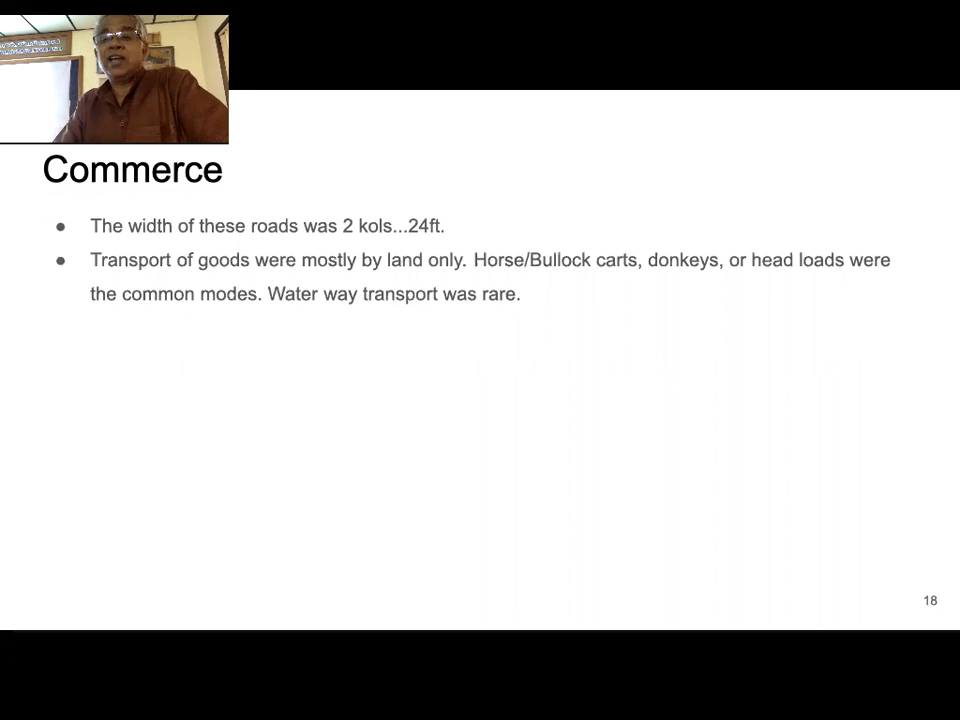 Commerce
● The width of these roads was 2 kols...24ft.
● Transport of goods were mostly by land only. Horse/Bullock carts, donkeys, or head loads were
the common modes. Water way transport was rare.
18